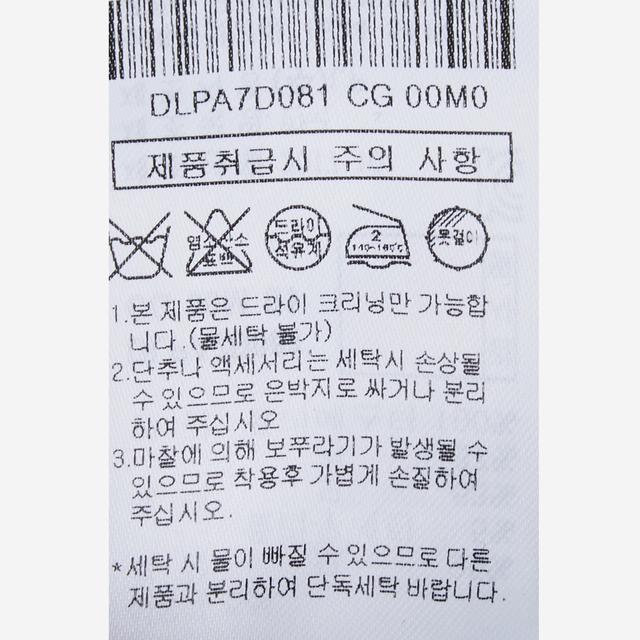 DLPA7D081 CG 00M0
제품취급시 주의 사항
염소산소
표백
드라이
석유계
2
140~160℃
옷걸이
1.본 제품은 드라이 크리닝만 가능합
니다.(물세탁 불가)
2.단추나 액세서리는 세탁시 손상될
수 있으므로 은박지로 싸거나 분리
하여 주십시오
3.마찰에 의해 보푸라기가 발생될 수
있으므로 착용후 가볍게 손질하여
주십시오.
*세탁 시 물이 빠질 수 있으므로 다른
제품과 분리하여 단독세탁 바랍니다.